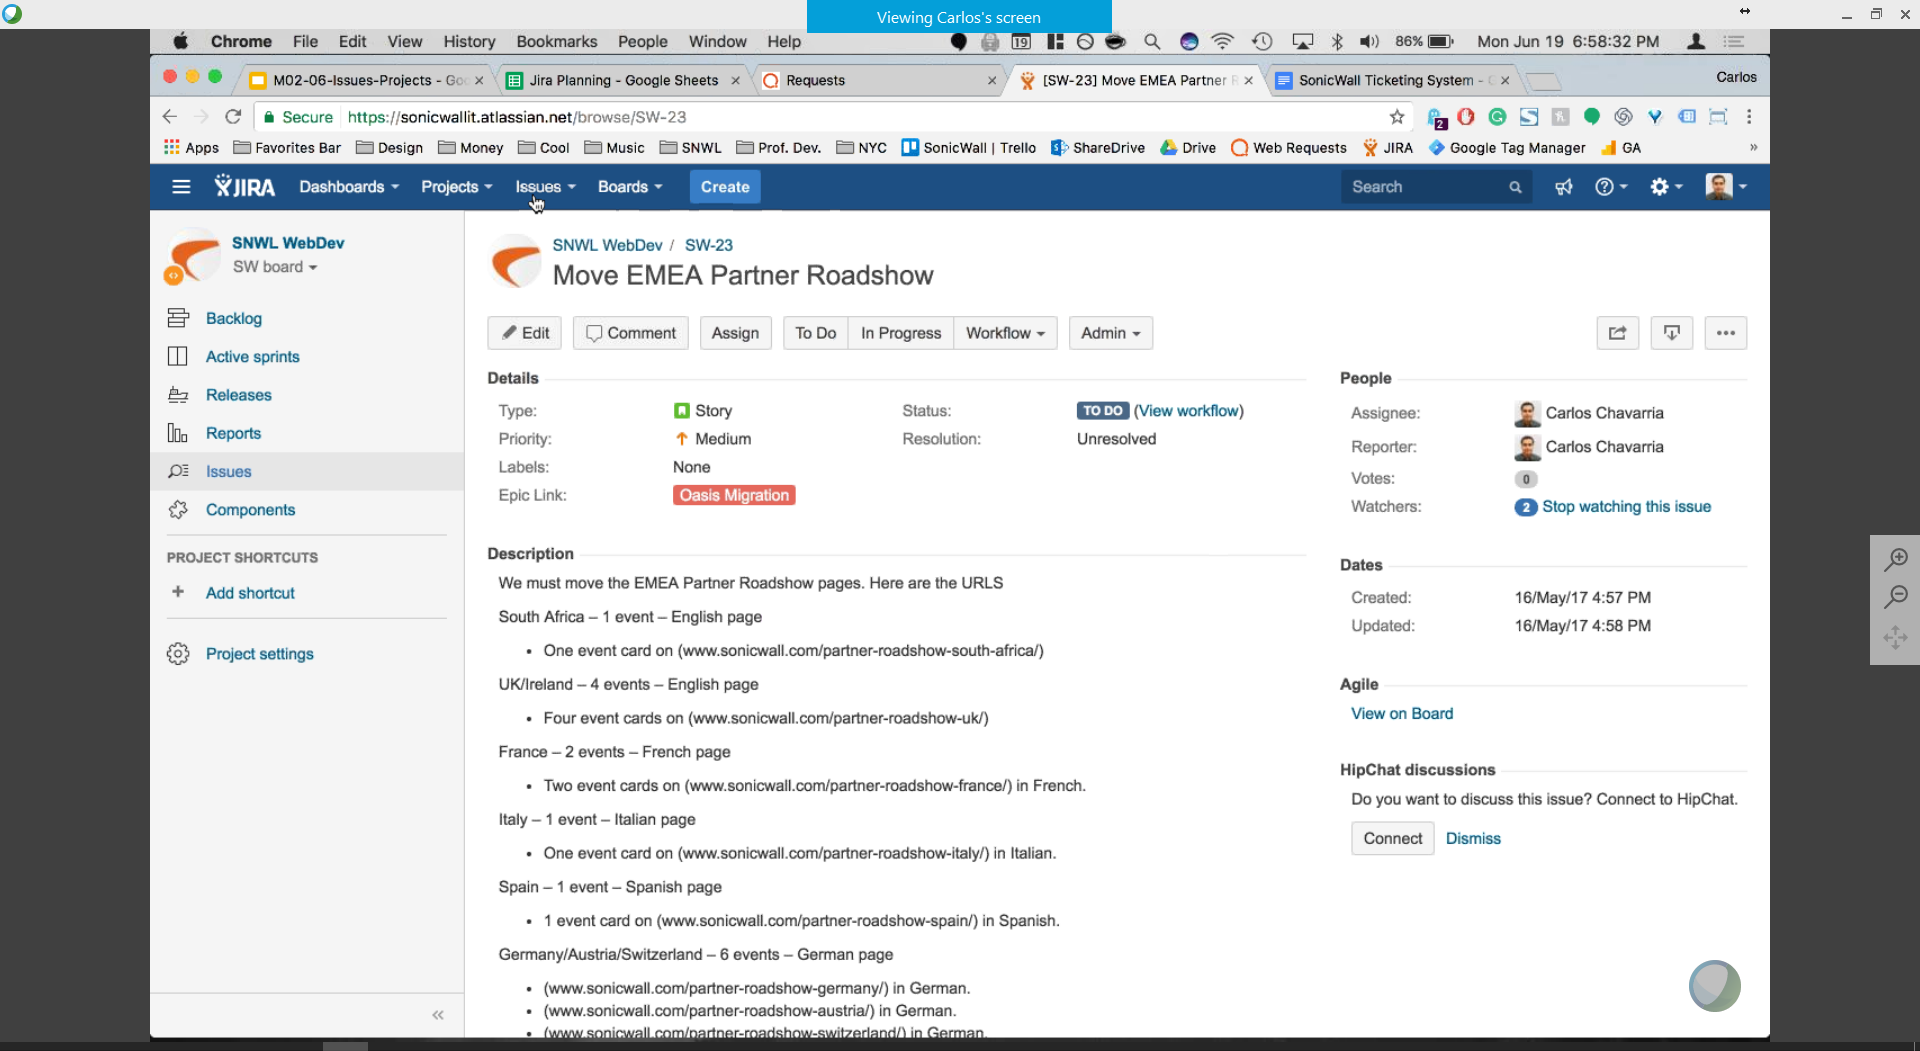 Viewing Carlos's screen
Chrome File Edit View History Bookmarks People Window Help 19 86% Mon Jun 19 6:58:32 PM
M02-06-Issues-Projects - Go
Jira Planning - Google Sheets
Requests
[SW-23] Move EMEA Partner R
SonicWall Ticketing System - G
Carlos
Secure https://sonicwallit.atlassian.net/browse/SW-23
2
Apps Favorites Bar Design Money Cool Music SNWL Prof. Dev. NYC SonicWall | Trello ShareDrive Drive Web Requests JIRA Google Tag Manager GA »
JIRA Dashboards Projects Issues Boards Create Search
SNWL WebDev
SW board
Backlog
Active sprints
Releases
Reports
Issues
Components
PROJECT SHORTCUTS
+ Add shortcut
Project settings
«
SNWL WebDev / SW-23
Move EMEA Partner Roadshow
Edit Comment Assign To Do In Progress Workflow Admin
Details
Type: Story
Status: TO DO (View workflow)
Priority: Medium
Resolution: Unresolved
Labels: None
Epic Link: Oasis Migration
Description
We must move the EMEA Partner Roadshow pages. Here are the URLS
South Africa – 1 event – English page
• One event card on (www.sonicwall.com/partner-roadshow-south-africa/)
UK/Ireland – 4 events – English page
• Four event cards on (www.sonicwall.com/partner-roadshow-uk/)
France – 2 events – French page
• Two event cards on (www.sonicwall.com/partner-roadshow-france/) in French.
Italy – 1 event – Italian page
• One event card on (www.sonicwall.com/partner-roadshow-italy/) in Italian.
Spain – 1 event – Spanish page
• 1 event card on (www.sonicwall.com/partner-roadshow-spain/) in Spanish.
Germany/Austria/Switzerland – 6 events – German page
• (www.sonicwall.com/partner-roadshow-germany/) in German.
• (www.sonicwall.com/partner-roadshow-austria/) in German.
• (www.sonicwall.com/partner-roadshow-switzerland/) in German.
People
Assignee: Carlos Chavarria
Reporter: Carlos Chavarria
Votes: 0
Watchers: 2 Stop watching this issue
Dates
Created: 16/May/17 4:57 PM
Updated: 16/May/17 4:58 PM
Agile
View on Board
HipChat discussions
Do you want to discuss this issue? Connect to HipChat.
Connect Dismiss